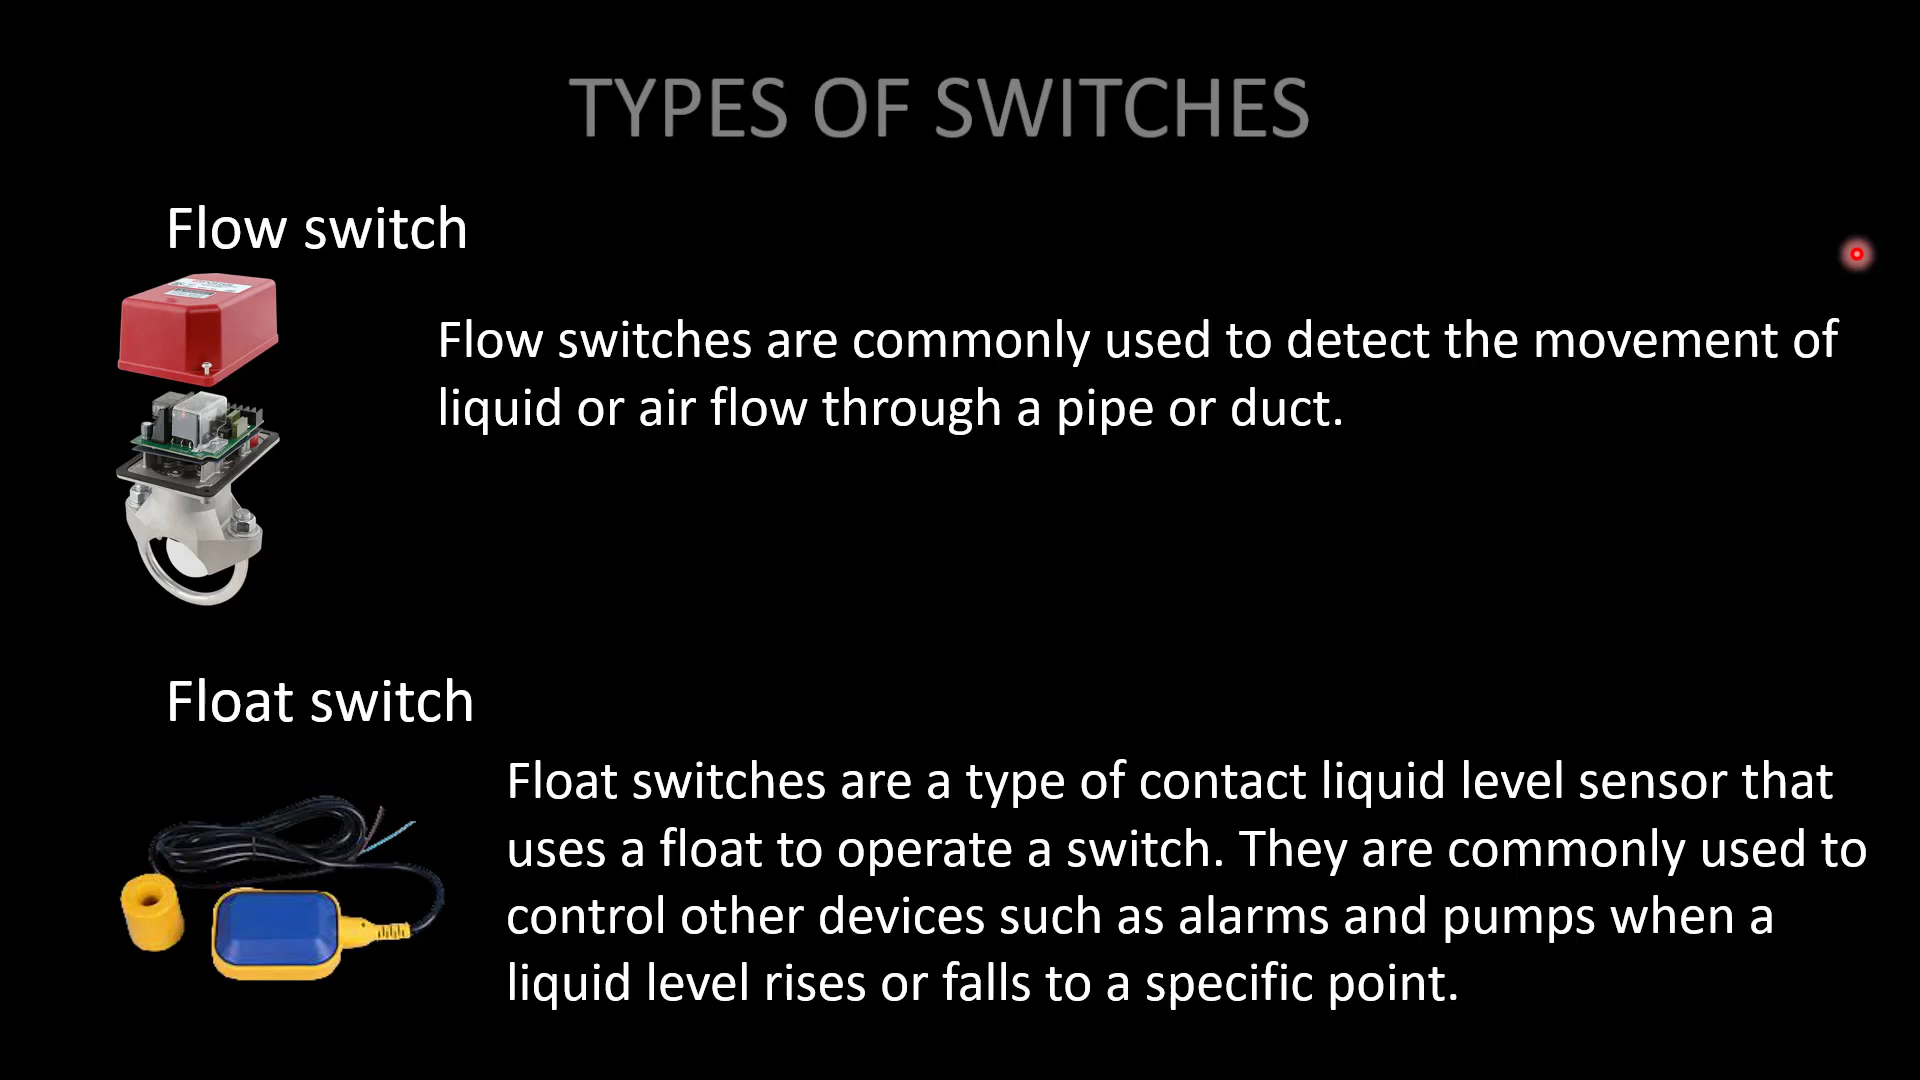 TYPES OF SWITCHES
Flow switch
Flow switches are commonly used to detect the movement of
liquid or air flow through a pipe or duct.
Float switch
Float switches are a type of contact liquid level sensor that
uses a float to operate a switch. They are commonly used to
control other devices such as alarms and pumps when a
liquid level rises or falls to a specific point.